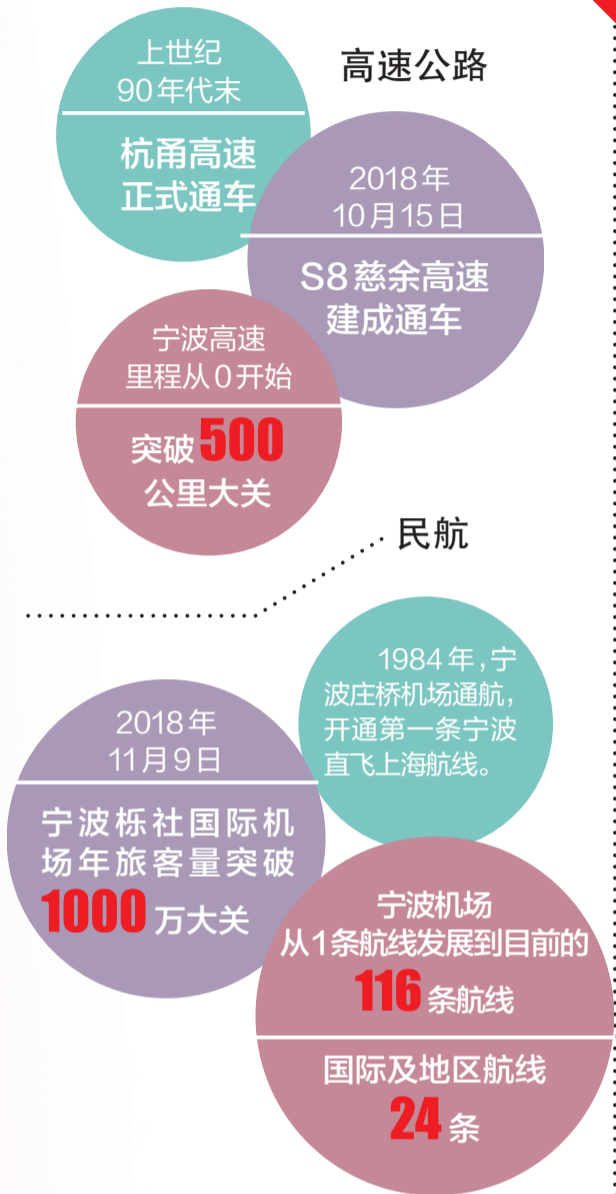 高速公路
上世纪
90年代末
杭甬高速
正式通车
2018年
10月15日
S8慈余高速
建成通车
宁波高速
里程从0开始
突破500
公里大关
民航
1984年,宁
波庄桥机场通航,
开通第一条宁波
直飞上海航线。
2018年
11月9日
宁波栎社国际机
场年旅客量突破
1000万大关
宁波机场
从1条航线发展到目前的
116条航线
国际及地区航线
24条